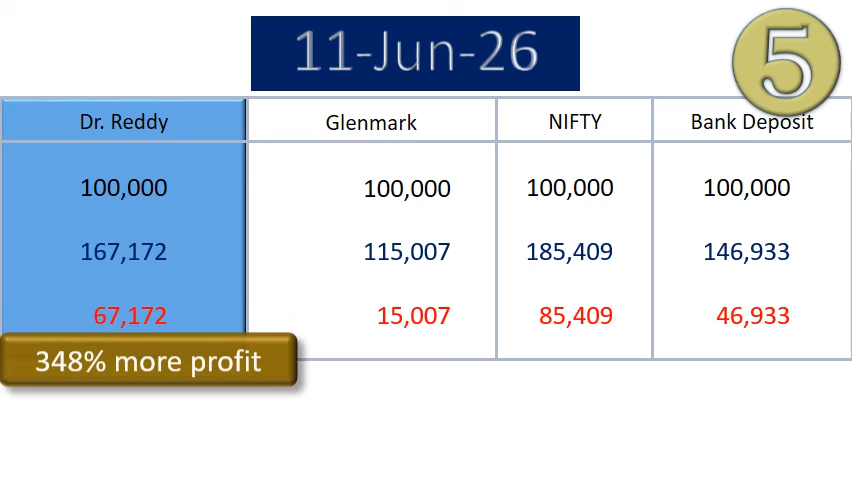 11-Jun-26
5
Dr. Reddy Glenmark NIFTY Bank Deposit
100,000 100,000 100,000 100,000
167,172 115,007 185,409 146,933
67,172 15,007 85,409 46,933
348% more profit